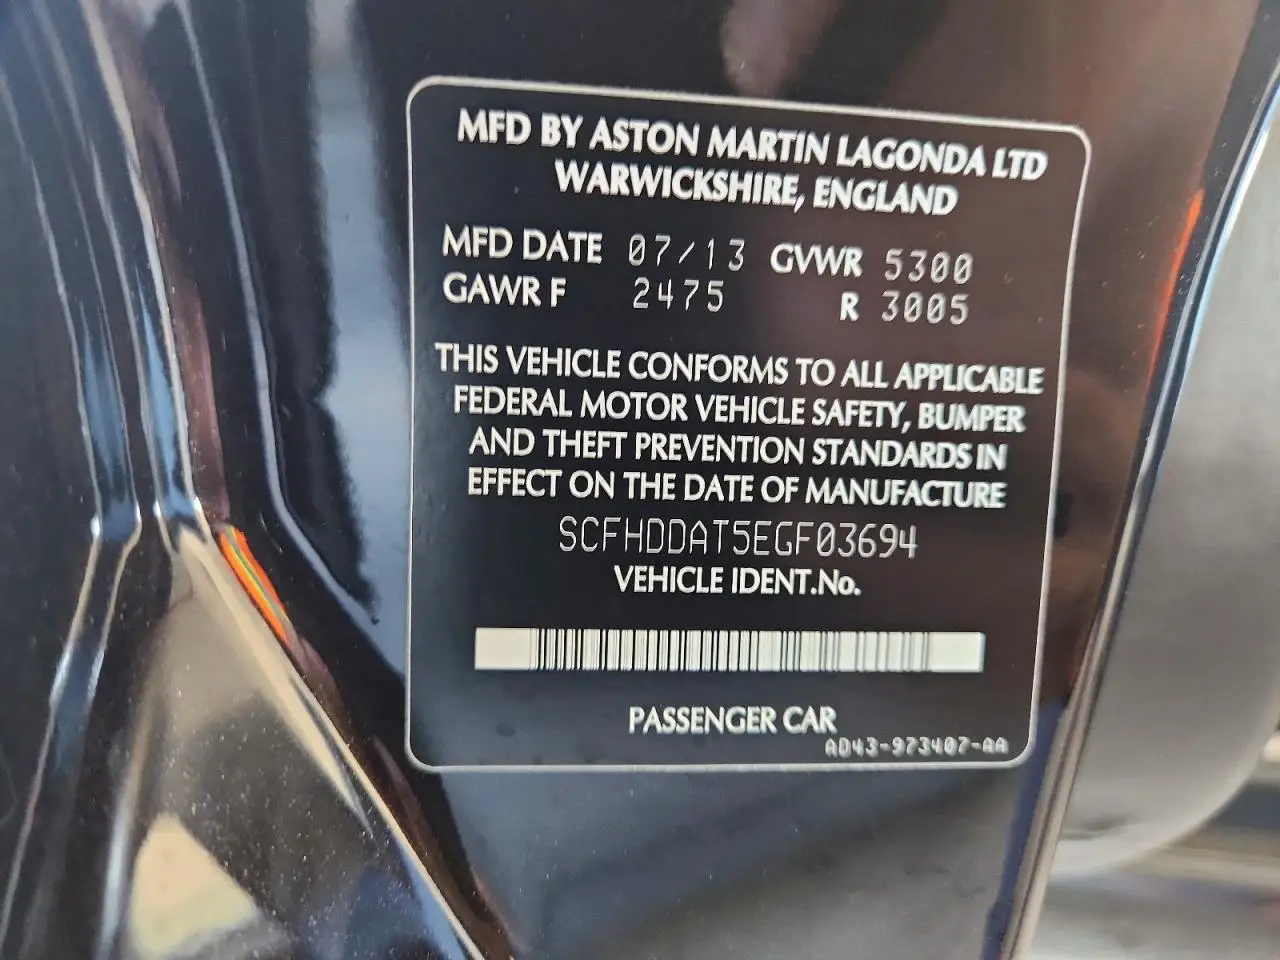 MFD BY ASTON MARTIN LAGONDA LTD
WARWICKSHIRE, ENGLAND
MFD DATE 07/13 GVWR 5300
GAWR F 2475 R 3005
THIS VEHICLE CONFORMS TO ALL APPLICABLE
FEDERAL MOTOR VEHICLE SAFETY, BUMPER
AND THEFT PREVENTION STANDARDS IN
EFFECT ON THE DATE OF MANUFACTURE
SCFHDDAT5EGF03694
VEHICLE IDENT.No.
PASSENGER CAR
AD43-973407-AA